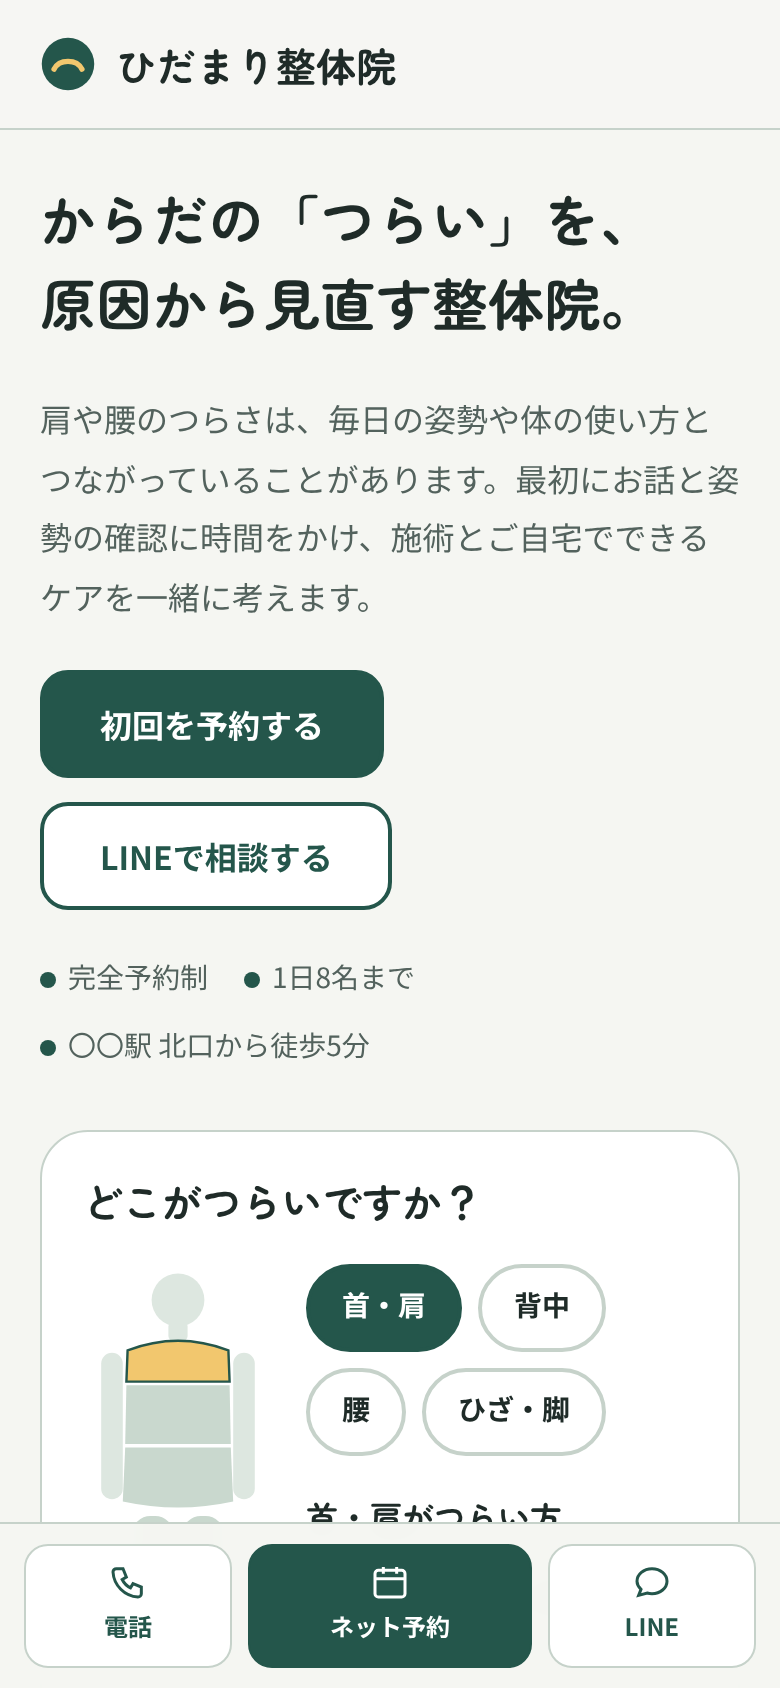 ひだまり整体院
からだの「つらい」を、
原因から見直す整体院。
肩や腰のつらさは、毎日の姿勢や体の使い方と
つながっていることがあります。最初にお話と姿
勢の確認に時間をかけ、施術とご自宅でできる
ケアを一緒に考えます。
初回を予約する
LINEで相談する
完全予約制
1日8名まで
〇〇駅 北口から徒歩5分
どこがつらいですか？
首・肩
背中
腰
ひざ・脚
首・肩がつらい方
電話
ネット予約
LINE